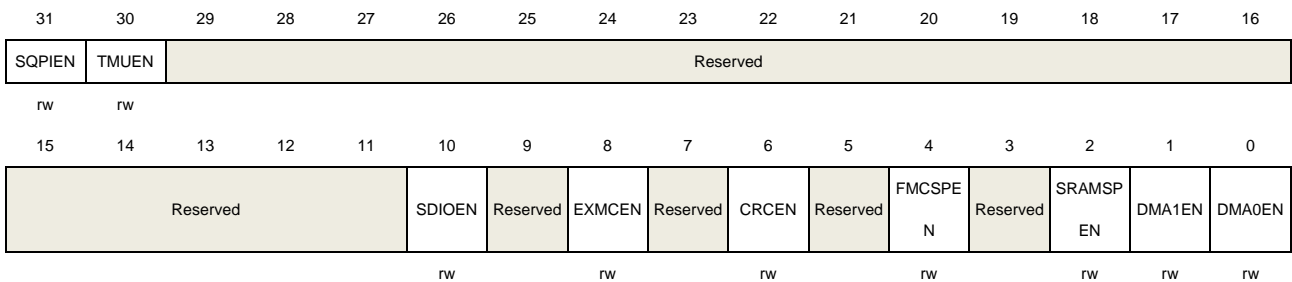 31 30 29 28 27 26 25 24 23 22 21 20 19 18 17 16
SQPIEN TMUEN Reserved
rw rw
15 14 13 12 11 10 9 8 7 6 5 4 3 2 1 0
Reserved SDIOEN Reserved EXMCEN Reserved CRCEN Reserved FMCSPE Reserved SRAMSP DMA1EN DMA0EN
N EN
rw rw rw rw rw rw rw